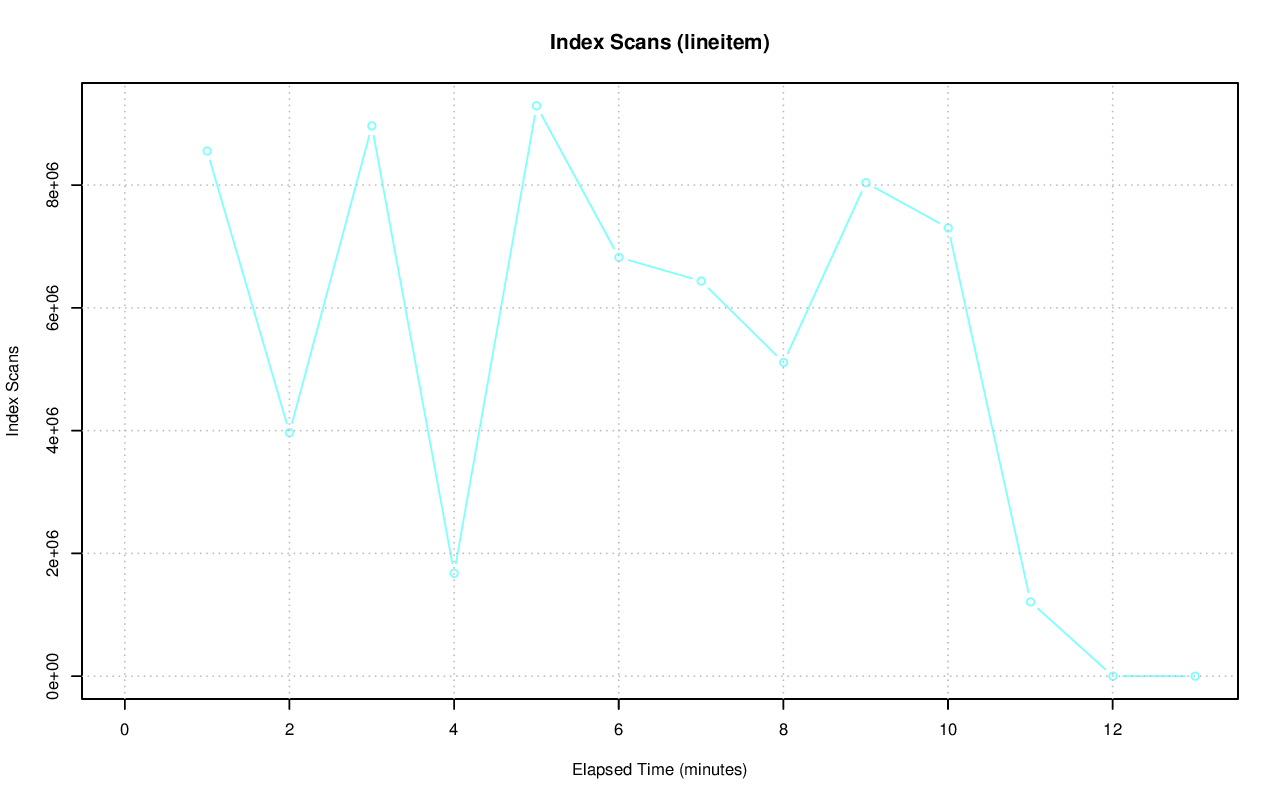 Index Scans (lineitem)
Index Scans
8e+06
6e+06
4e+06
2e+06
0e+00
0 2 4 6 8 10 12
Elapsed Time (minutes)